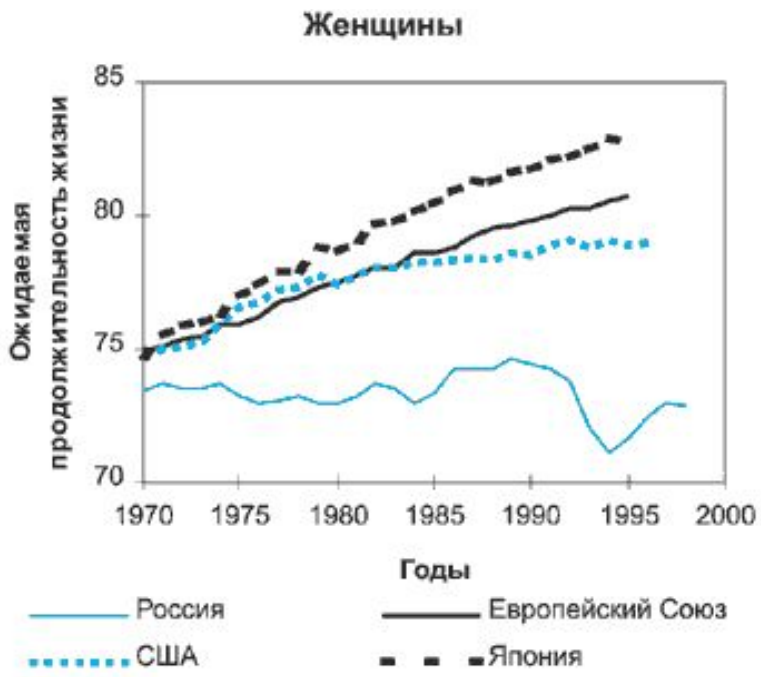 Женщины
Ожидаемая
продолжительность жизни
85
80
75
70
1970 1975 1980 1985 1990 1995 2000
Годы
Россия Европейский Союз
США Япония